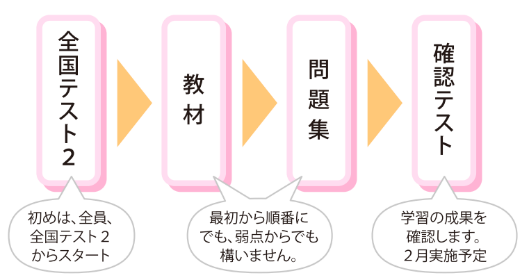 全国テスト2
教材
問題集
確認テスト
初めは、全員、
全国テスト2
からスタート
最初から順番に
でも、弱点からでも
構いません。
学習の成果を
確認します。
2月実施予定